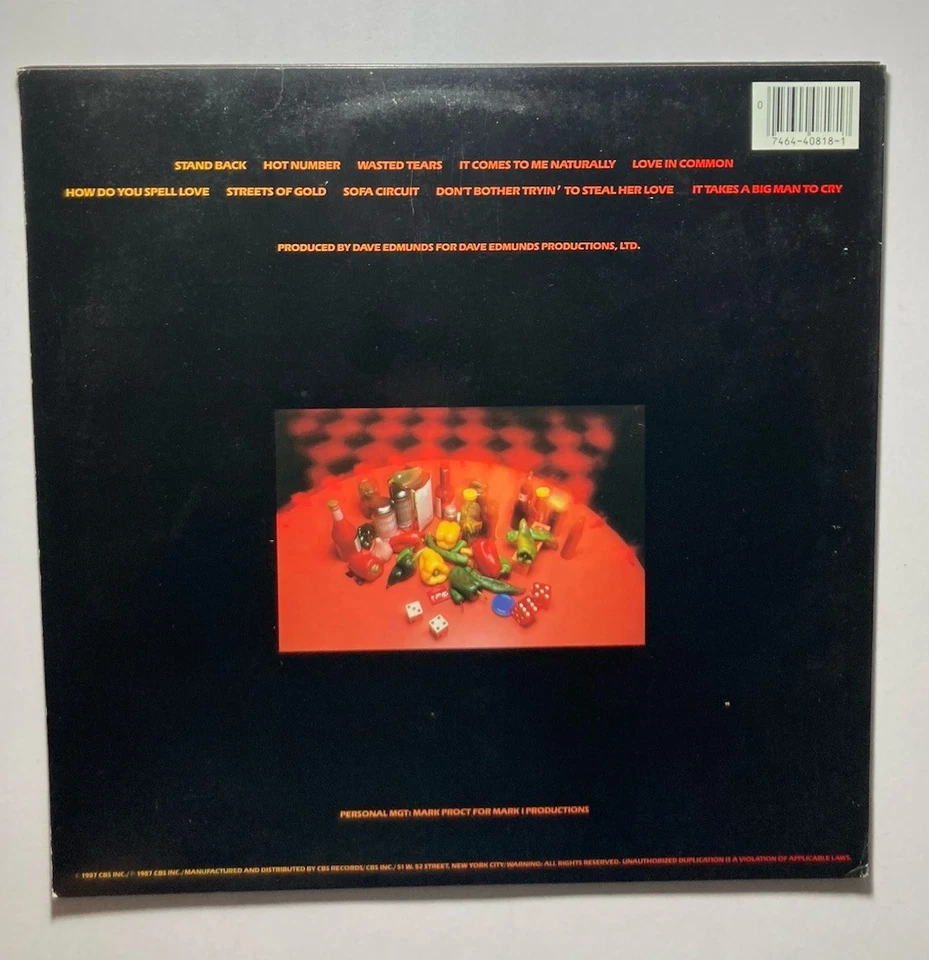 0
7464-40818-1
STAND BACK HOT NUMBER WASTED TEARS IT COMES TO ME NATURALLY LOVE IN COMMON
HOW DO YOU SPELL LOVE STREETS OF GOLD SOFA CIRCUIT DON'T BOTHER TRYIN' TO STEAL HER LOVE IT TAKES A BIG MAN TO CRY
PRODUCED BY DAVE EDMUNDS FOR DAVE EDMUNDS PRODUCTIONS, LTD.
PERSONAL MGT: MARK PROCT FOR MARK I PRODUCTIONS
© 1987 CBS INC./℗ 1987 CBS INC./MANUFACTURED AND DISTRIBUTED BY CBS RECORDS/CBS INC./51 W. 52 STREET, NEW YORK CITY/WARNING: ALL RIGHTS RESERVED. UNAUTHORIZED DUPLICATION IS A VIOLATION OF APPLICABLE LAWS.